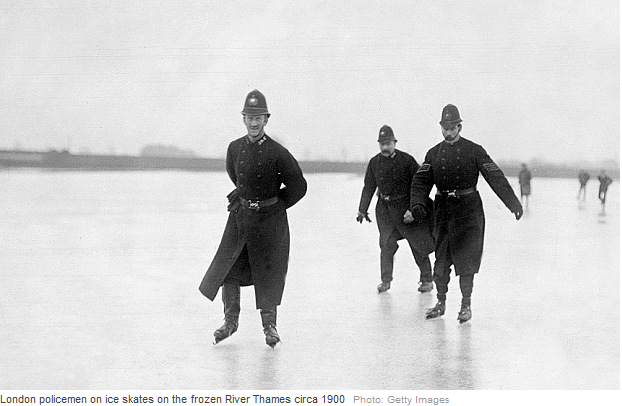 London policemen on ice skates on the frozen River Thames circa 1900 Photo: Getty Images